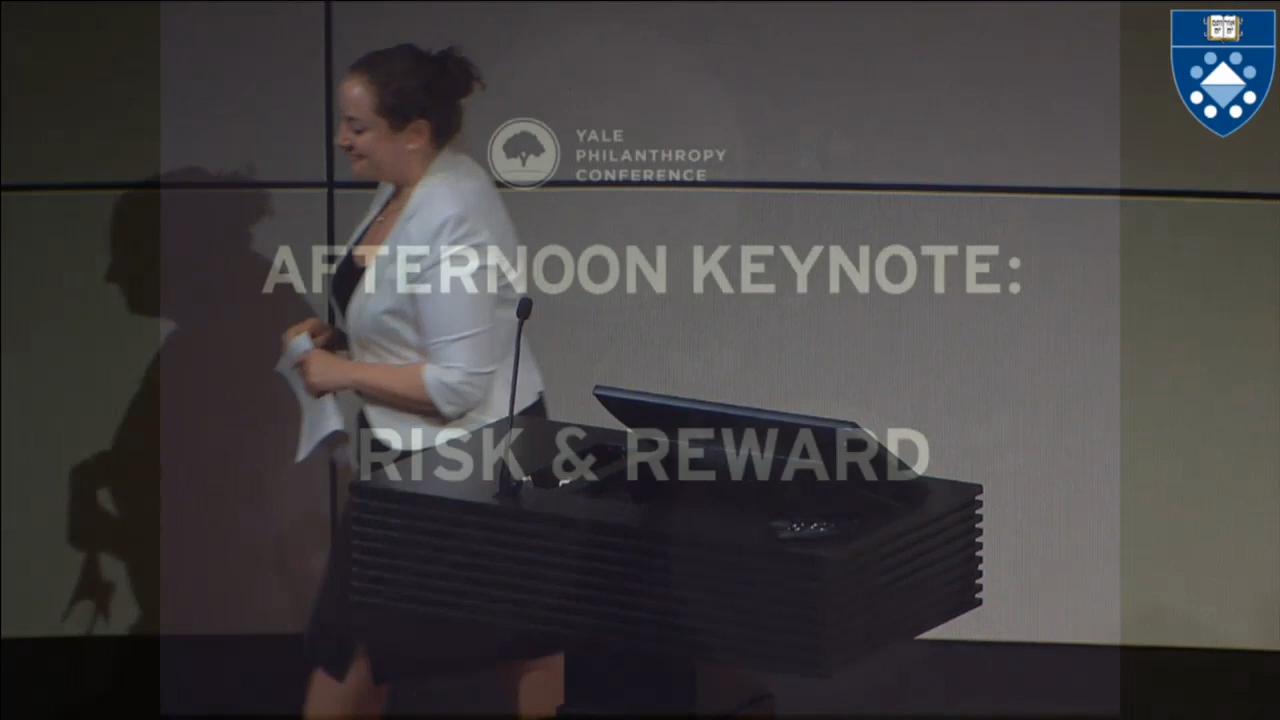 YALE
PHILANTHROPY
CONFERENCE
AFTERNOON KEYNOTE:
RISK & REWARD